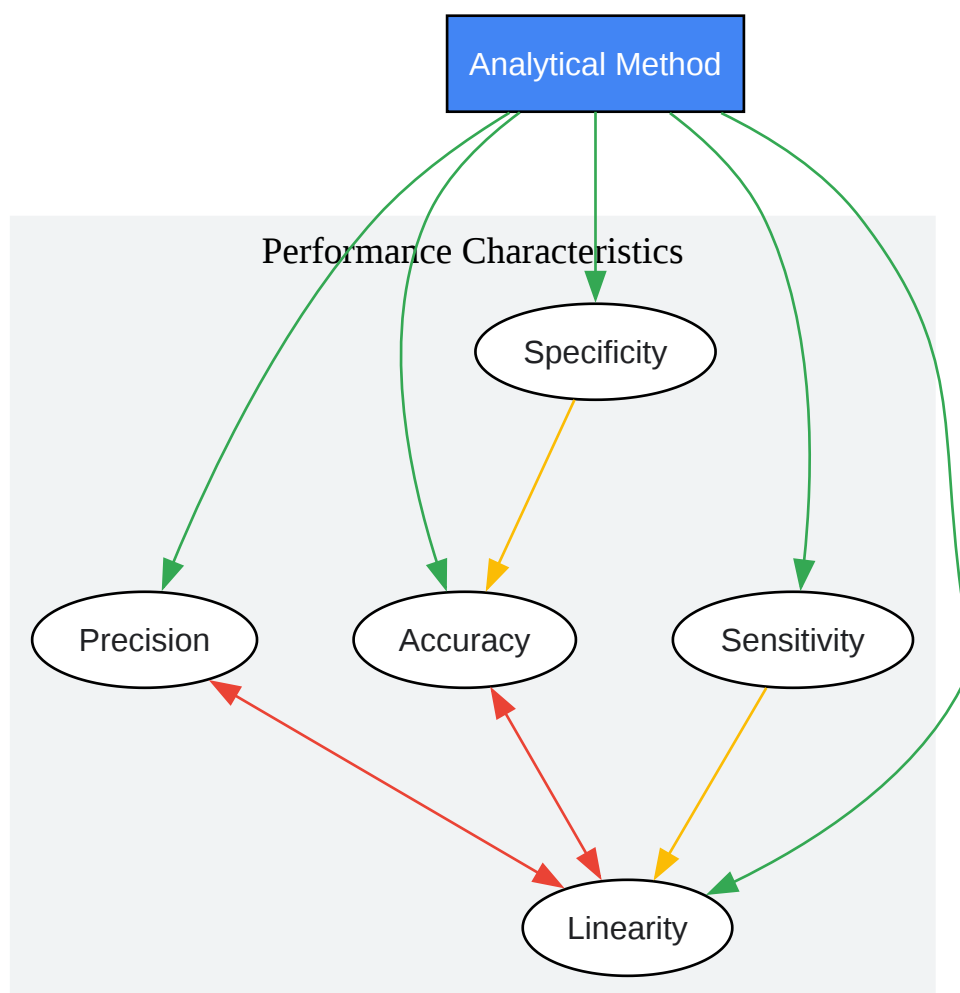 Analytical Method
Performance Characteristics
Specificity
Precision
Accuracy
Sensitivity
Linearity